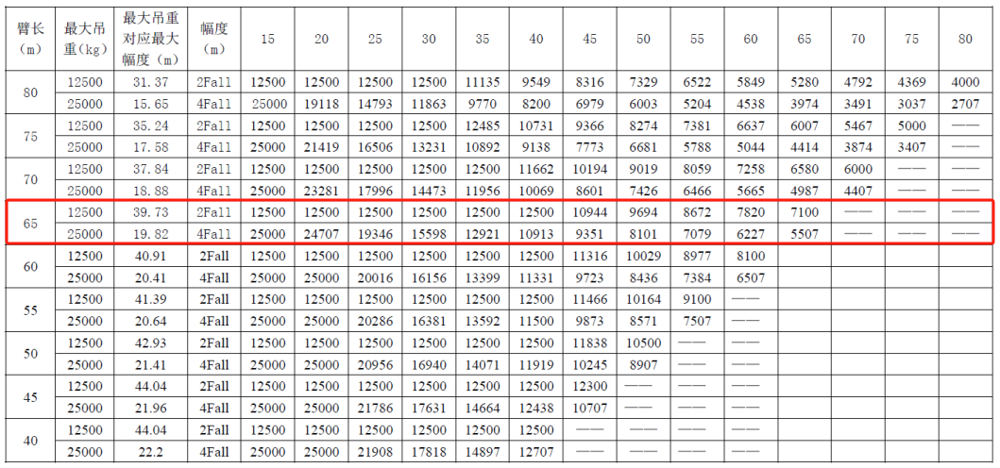 臂长（m） 最大吊重(kg) 最大吊重对应最大幅度（m） 幅度（m） 15 20 25 30 35 40 45 50 55 60 65 70 75 80
80 12500 31.37 2Fall 12500 12500 12500 12500 11135 9549 8316 7329 6522 5849 5280 4792 4369 4000
25000 15.65 4Fall 25000 19118 14793 11863 9770 8200 6979 6003 5204 4538 3974 3491 3037 2707
75 12500 35.24 2Fall 12500 12500 12500 12500 12485 10731 9366 8274 7381 6637 6007 5467 5000 ——
25000 17.58 4Fall 25000 21419 16506 13231 10892 9138 7773 6681 5788 5044 4414 3874 3407 ——
70 12500 37.84 2Fall 12500 12500 12500 12500 12500 11662 10194 9019 8059 7258 6580 6000 —— ——
25000 18.88 4Fall 25000 23281 17996 14473 11956 10069 8601 7426 6466 5665 4987 4407 —— ——
65 12500 39.73 2Fall 12500 12500 12500 12500 12500 12500 10944 9694 8672 7820 7100 —— —— ——
25000 19.82 4Fall 25000 24707 19346 15598 12921 10913 9351 8101 7079 6227 5507 —— —— ——
60 12500 40.91 2Fall 12500 12500 12500 12500 12500 12500 11316 10029 8977 8100
25000 20.41 4Fall 25000 25000 20016 16156 13399 11331 9723 8436 7384 6507
55 12500 41.39 2Fall 12500 12500 12500 12500 12500 12500 11466 10164 9100 ——
25000 20.64 4Fall 25000 25000 20286 16381 13592 11500 9873 8571 7507 ——
50 12500 42.93 2Fall 12500 12500 12500 12500 12500 12500 11838 10500 —— ——
25000 21.41 4Fall 25000 25000 20956 16940 14071 11919 10245 8907 —— ——
45 12500 44.04 2Fall 12500 12500 12500 12500 12500 12500 12300 —— —— ——
25000 21.96 4Fall 25000 25000 21786 17631 14664 12438 10707 —— —— ——
40 12500 44.04 2Fall 12500 12500 12500 12500 12500 12500 —— —— —— ——
25000 22.2 4Fall 25000 25000 21908 17818 14897 12707 —— —— —— ——